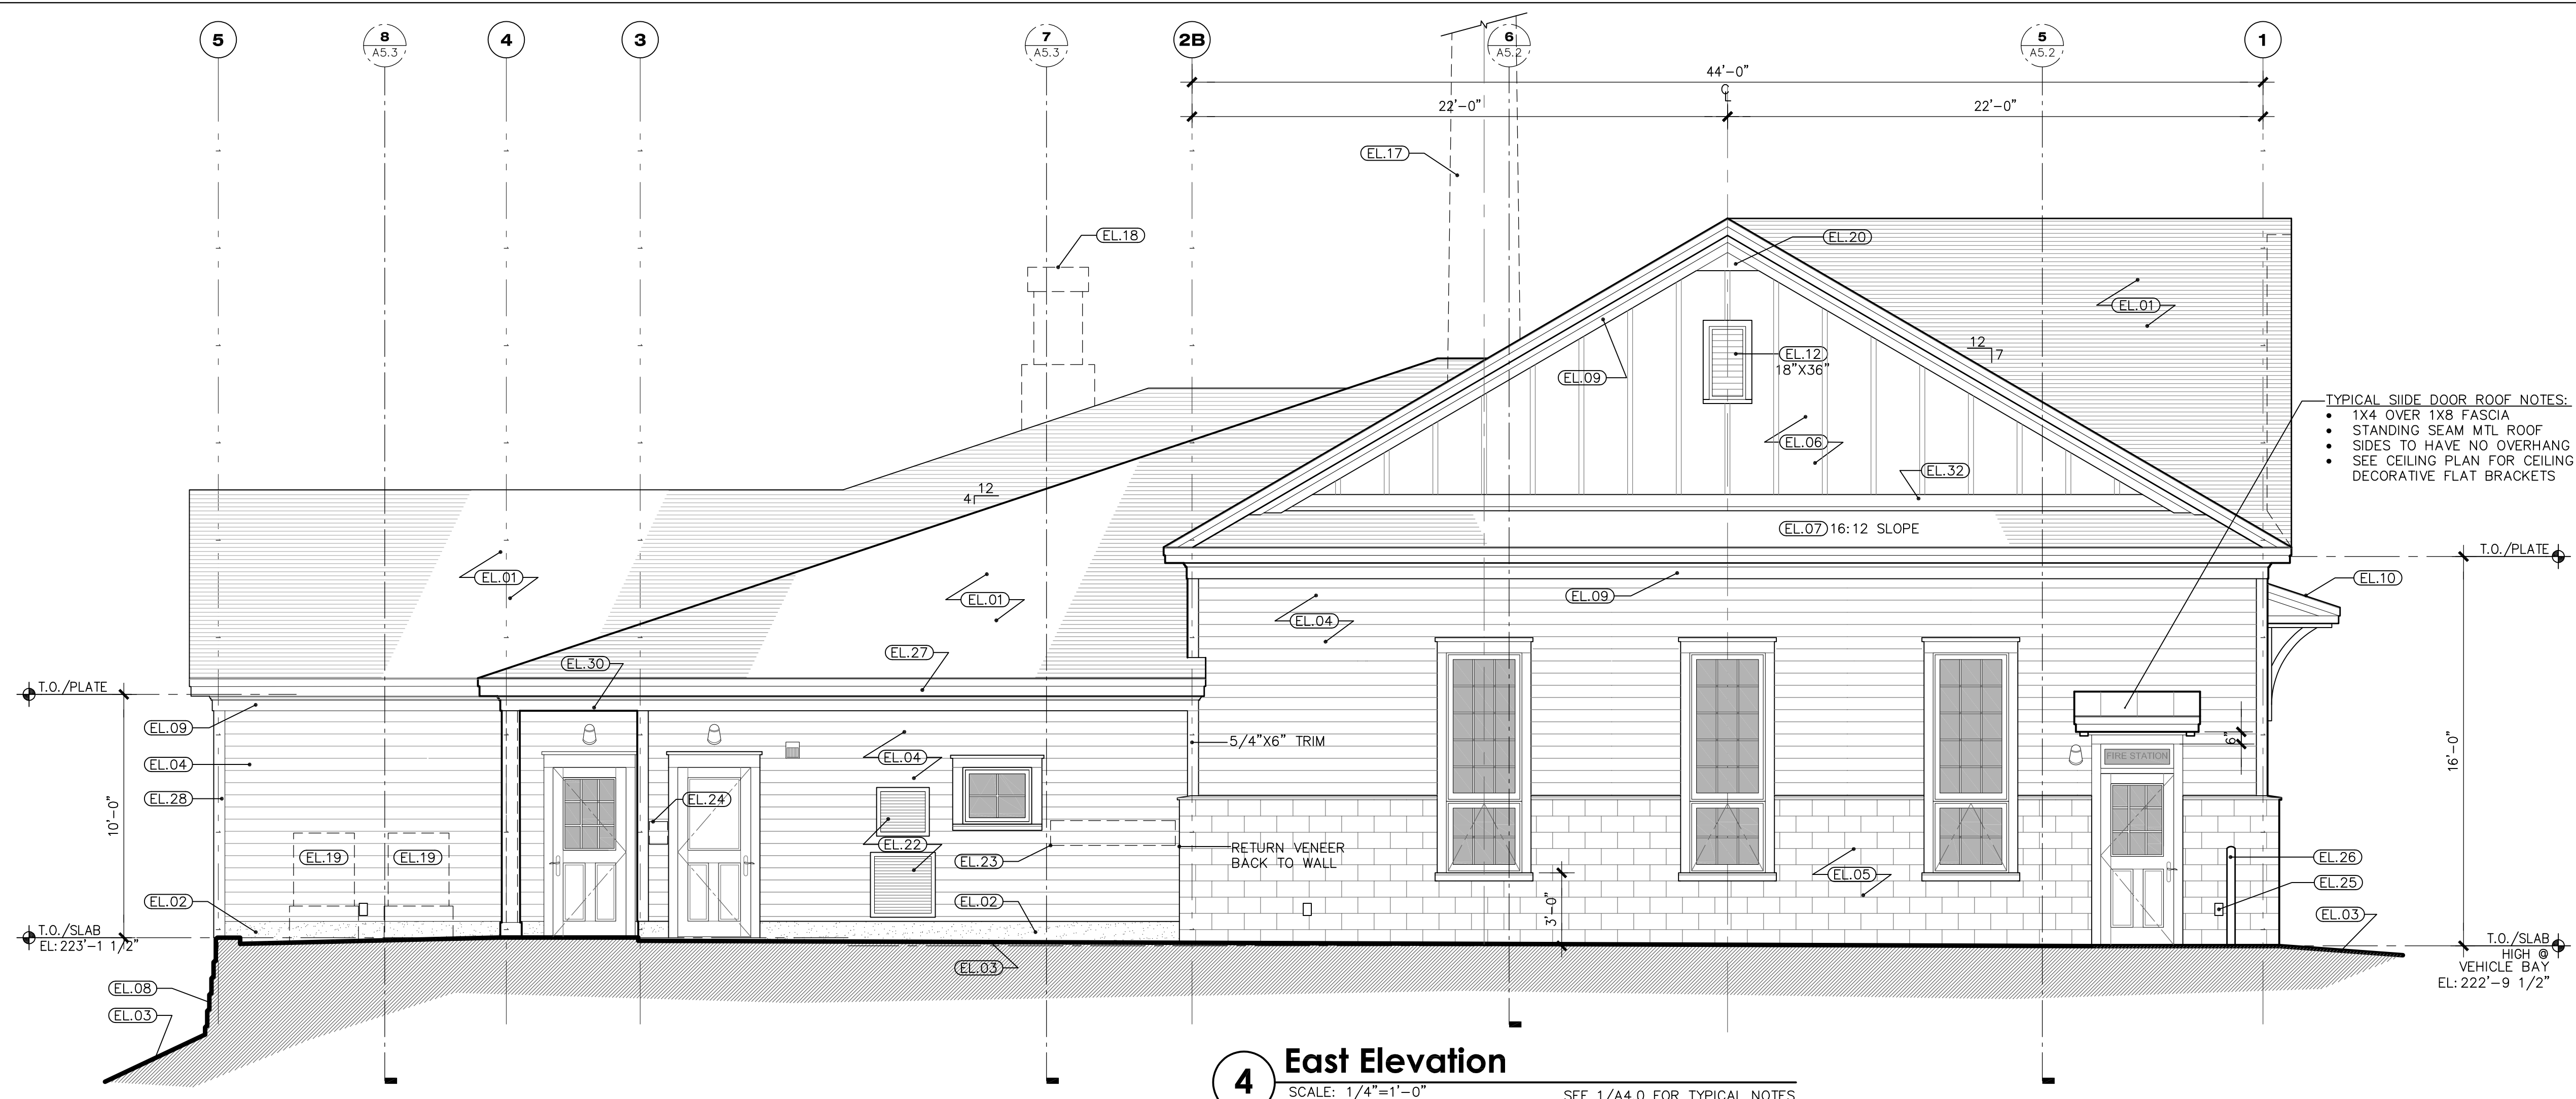 5
8
A5.3
4
3
7
A5.3
2B
6
A5.2
5
A5.2
1
44'-0"
22'-0"
22'-0"
EL.17
EL.18
EL.20
EL.01
12
7
EL.12
18"X36"
EL.09
EL.06
EL.32
EL.07 16:12 SLOPE
TYPICAL SIIDE DOOR ROOF NOTES:
• 1X4 OVER 1X8 FASCIA
• STANDING SEAM MTL ROOF
• SIDES TO HAVE NO OVERHANG
• SEE CEILING PLAN FOR CEILING
DECORATIVE FLAT BRACKETS
12
4
EL.01
EL.01
T.O./PLATE
EL.10
EL.09
EL.04
EL.27
EL.30
T.O./PLATE
EL.09
EL.04
EL.28
10'-0"
EL.02
T.O./SLAB
EL: 223'-1 1/2"
EL.08
EL.03
EL.19
EL.19
EL.24
EL.04
EL.22
EL.23
EL.02
EL.03
5/4"X6" TRIM
RETURN VENEER
BACK TO WALL
3'-0"
EL.05
FIRE STATION
6"
16'-0"
EL.26
EL.25
EL.03
T.O./SLAB
HIGH @
VEHICLE BAY
EL: 222'-9 1/2"
4
East Elevation
SCALE: 1/4"=1'-0"
SEE 1/A4.0 FOR TYPICAL NOTES